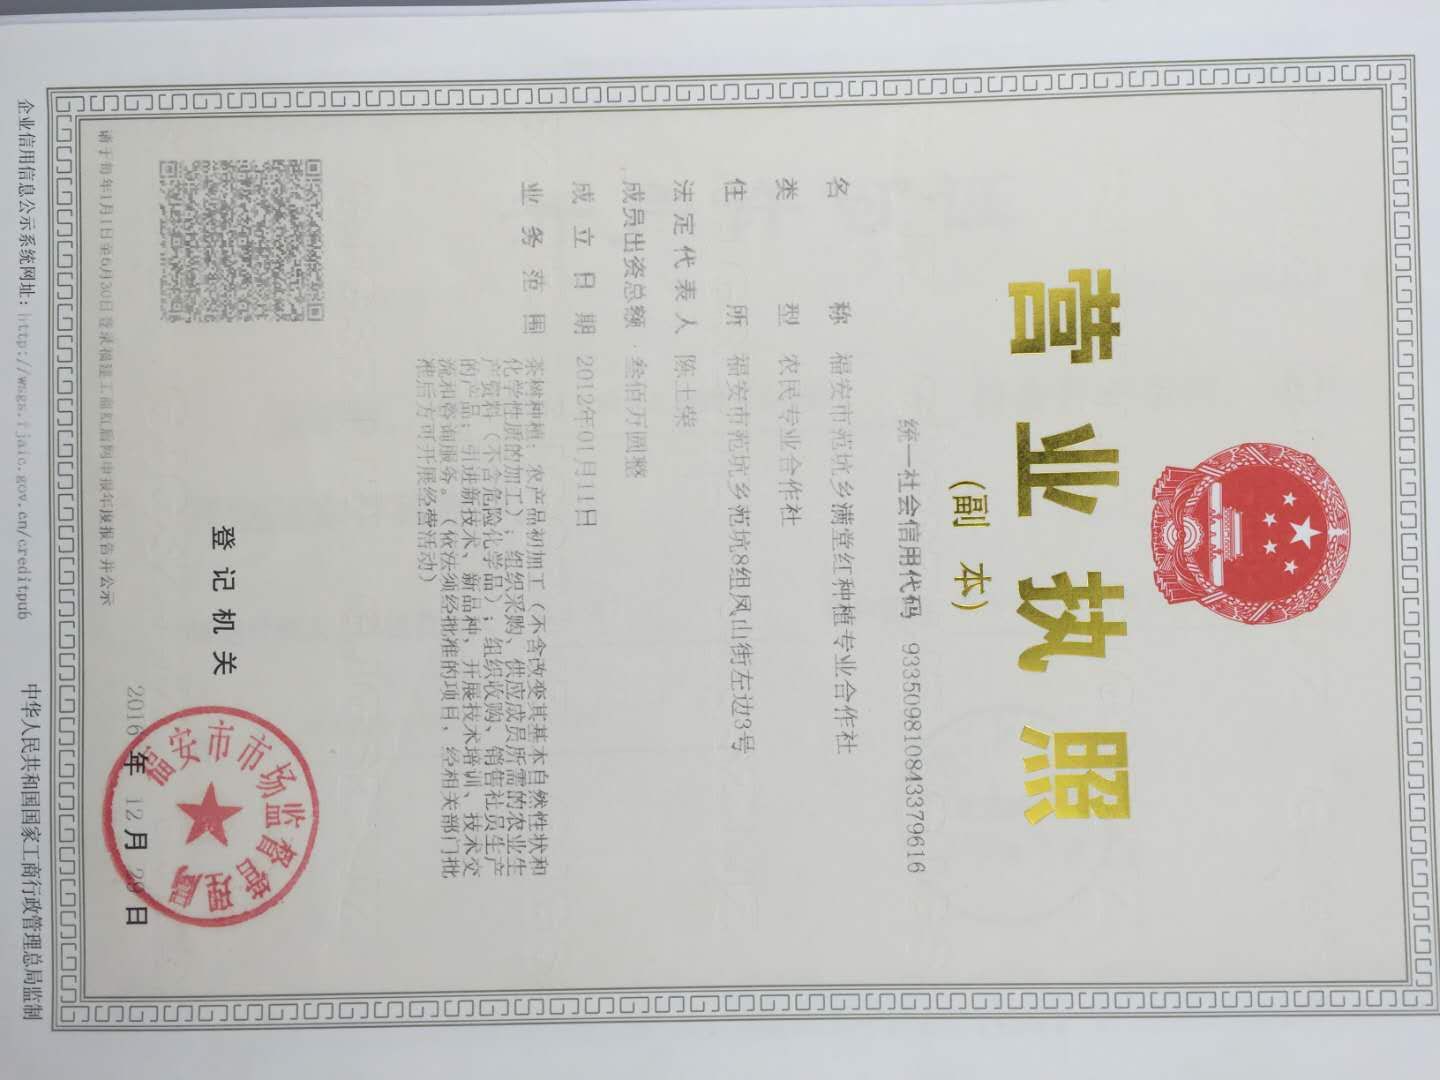 营业执照
(副 本)
统一社会信用代码 933509810843379616
名 称 福安市范坑乡满堂红种植专业合作社
类 型 农民专业合作社
住 所 福安市范坑乡范坑8组凤山街左边3号
法定代表人 陈土荣
成员出资总额 叁佰万圆整
成立日期 2012年01月11日
业务范围 茶树种植；农产品初加工（不含改变其基本自然性状和
化学性质的加工）；组织采购、供应成员所需的农业生
产资料（不含危险化学品）；组织收购、销售社员生产
的产品；引进新技术、新品种，开展技术培训、技术交
流和咨询服务。（依法须经批准的项目，经相关部门批
准后方可开展经营活动）
登记机关
福安市市场监督管理局
2016 年 12 月 29 日
请于每年1月1日至6月30日登录福建工商红盾网申报年度报告并公示
企业信用信息公示系统网址：http://wsgs.fjaic.gov.cn/creditpub
中华人民共和国国家工商行政管理总局监制